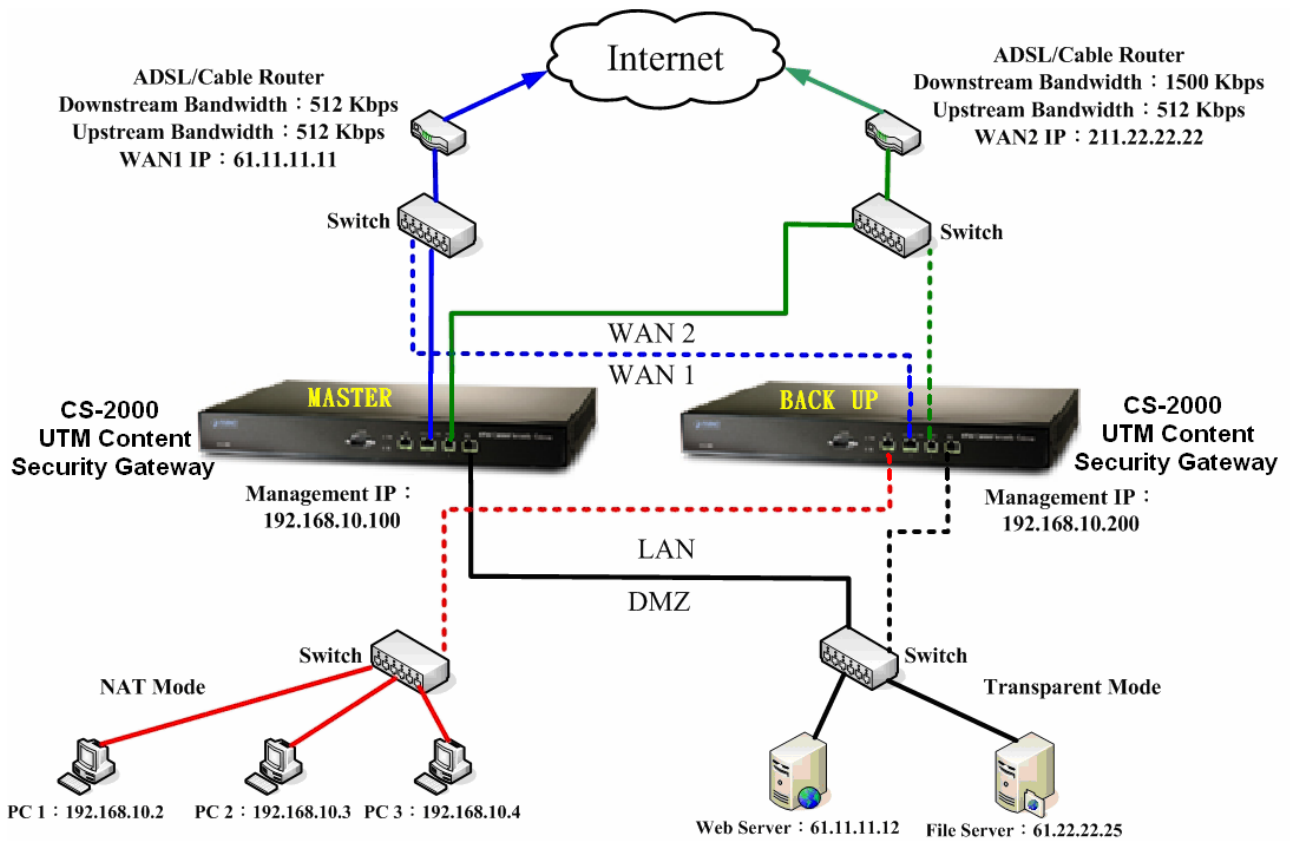 Internet
ADSL/Cable Router
Downstream Bandwidth：512 Kbps
Upstream Bandwidth：512 Kbps
WAN1 IP：61.11.11.11
ADSL/Cable Router
Downstream Bandwidth：1500 Kbps
Upstream Bandwidth：512 Kbps
WAN2 IP：211.22.22.22
Switch
Switch
WAN 2
WAN 1
MASTER
BACK UP
CS-2000
UTM Content
Security Gateway
CS-2000
UTM Content
Security Gateway
Management IP：
192.168.10.100
Management IP：
192.168.10.200
LAN
DMZ
Switch
NAT Mode
Switch
Transparent Mode
PC 1：192.168.10.2
PC 2：192.168.10.3
PC 3：192.168.10.4
Web Server：61.11.11.12
File Server：61.22.22.25